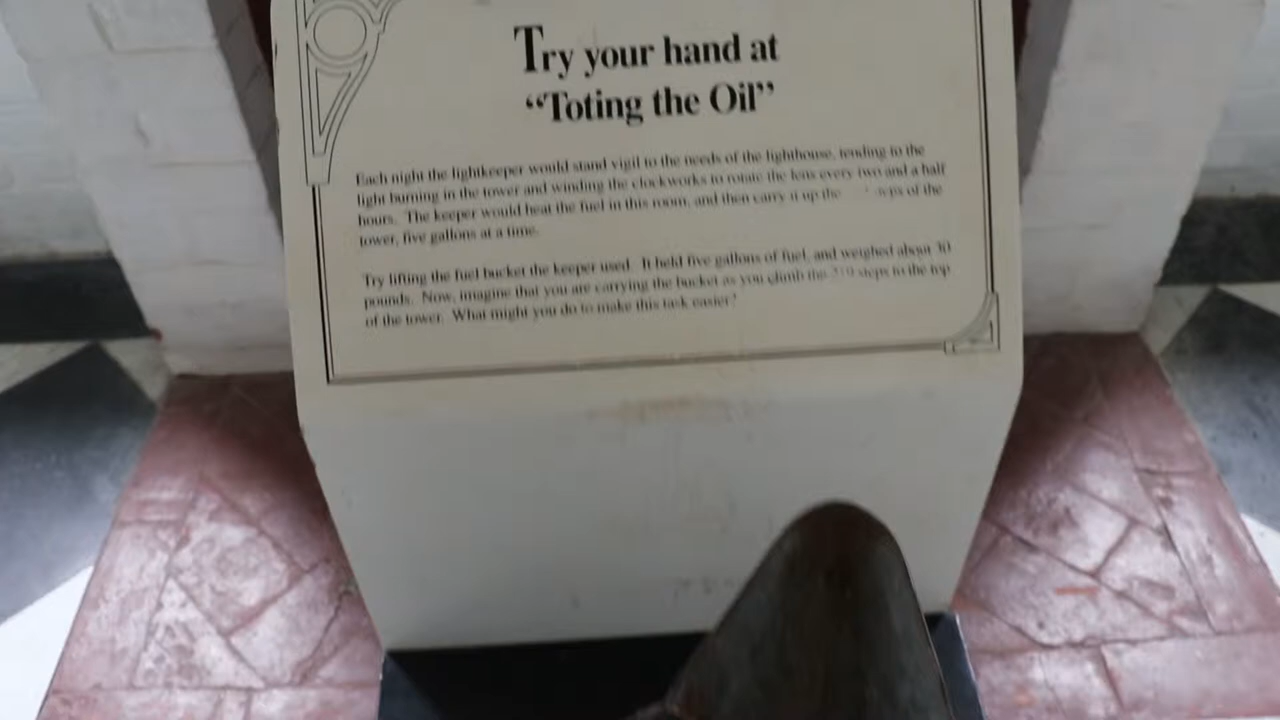 Try your hand at
“Toting the Oil”
Each night the lightkeeper would stand vigil to the needs of the lighthouse, tending to the
light burning in the tower and winding the clockworks to rotate the lens every two and a half
hours. The keeper would heat the fuel in this room, and then carry it up the steps of the
tower, five gallons at a time.
Try lifting the fuel bucket the keeper used. It held five gallons of fuel, and weighed about 30
pounds. Now, imagine that you are carrying the bucket as you climb the steps to the top
of the tower. What might you do to make this task easier?